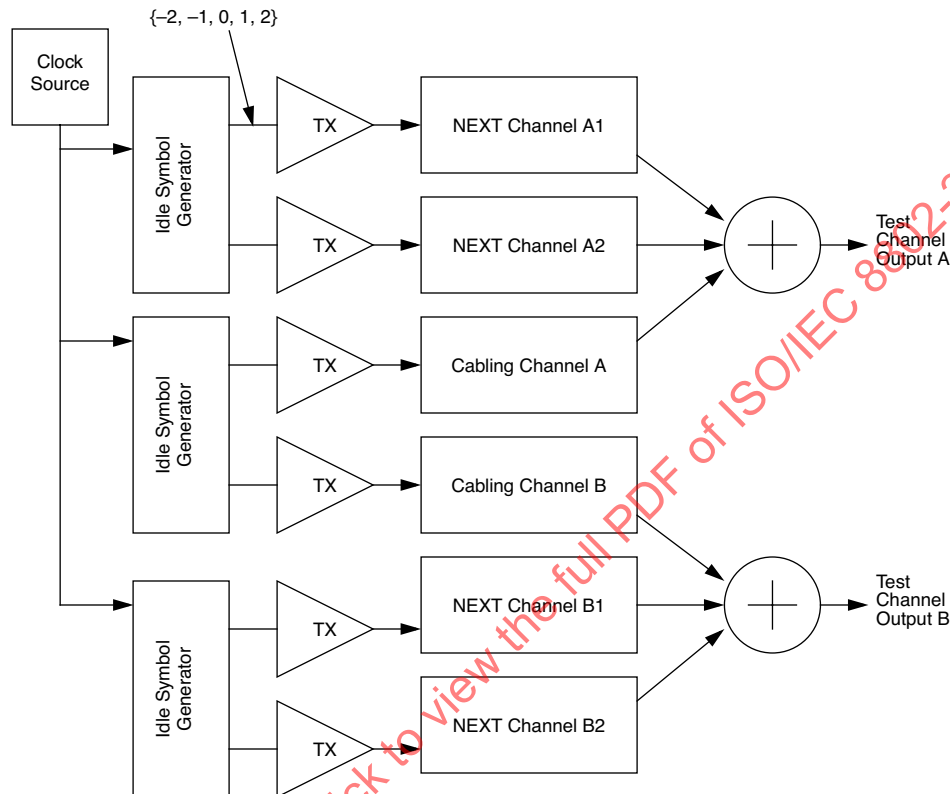 {–2, –1, 0, 1, 2}
Clock
Source
Idle Symbol
Generator
TX
NEXT Channel A1
TX
NEXT Channel A2
Test
Channel
Output A
Idle Symbol
Generator
TX
Cabling Channel A
TX
Cabling Channel B
Idle Symbol
Generator
TX
NEXT Channel B1
TX
NEXT Channel B2
Test
Channel
Output B
to view the full PDF of ISO/IEC 8802-